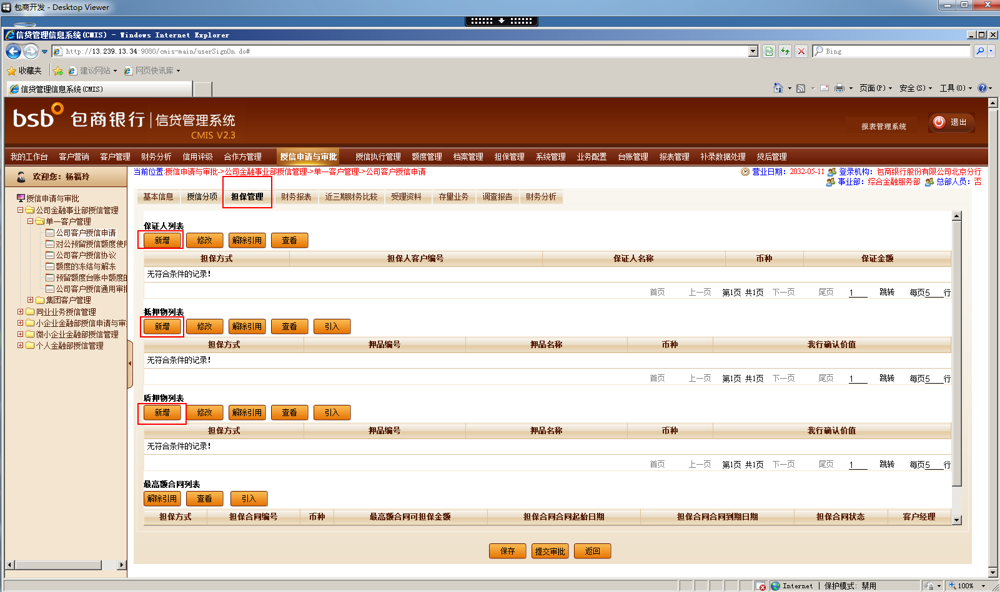 包商开发 - Desktop Viewer
信贷管理信息系统(CMIS) - Windows Internet Explorer
http://13.239.13.34:9080/cmis-main/userSignOn.do#
Bing
收藏夹 建议网站 网页快讯库
信贷管理信息系统(CMIS)
页面(P) 安全(S) 工具(O)
bsb 包商银行 信贷管理系统
CMIS V2.3
报表管理系统 退出
我的工作台 客户营销 客户管理 财务分析 信用评级 合作方管理 授信申请与审批 授信执行管理 额度管理 档案管理 担保管理 系统管理 业务配置 台账管理 报表管理 补录数据处理 贷后管理
欢迎您：杨福玲
当前位置:授信申请与审批->公司金融事业部授信管理->单一客户管理->公司客户授信申请
营业日期： 2032-05-11 登录机构： 包商银行股份有限公司北京分行
事业部： 综合金融服务部 总部人员： 否
授信申请与审批
公司金融事业部授信管理
单一客户管理
公司客户授信申请
对公预留授信额度使用
公司客户授信协议
额度的冻结与解冻
预留额度台账中额度的
公司客户授信通用审批
集团客户管理
同业业务授信管理
小企业金融部授信申请与审
微小企业金融部授信管理
个人金融部授信管理
基本信息 授信分项 担保管理 财务报表 近三期财务比较 受理资料 存量业务 调查报告 财务分析
保证人列表
新增 修改 解除引用 查看
担保方式 担保人客户编号 保证人名称 币种 保证金额
无符合条件的记录!
首页 上一页 第1页 共1页 下一页 尾页 1 跳转 每页5 行
抵押物列表
新增 修改 解除引用 查看 引入
担保方式 押品编号 押品名称 币种 我行确认价值
无符合条件的记录!
首页 上一页 第1页 共1页 下一页 尾页 1 跳转 每页5 行
质押物列表
新增 修改 解除引用 查看 引入
担保方式 押品编号 押品名称 币种 我行确认价值
无符合条件的记录!
首页 上一页 第1页 共1页 下一页 尾页 1 跳转 每页5 行
最高额合同列表
解除引用 查看 引入
担保方式 担保合同编号 币种 最高额合同可担保金额 担保合同合同起始日期 担保合同合同到期日期 担保合同状态 客户经理
保存 提交审批 返回
Internet | 保护模式: 禁用
100%